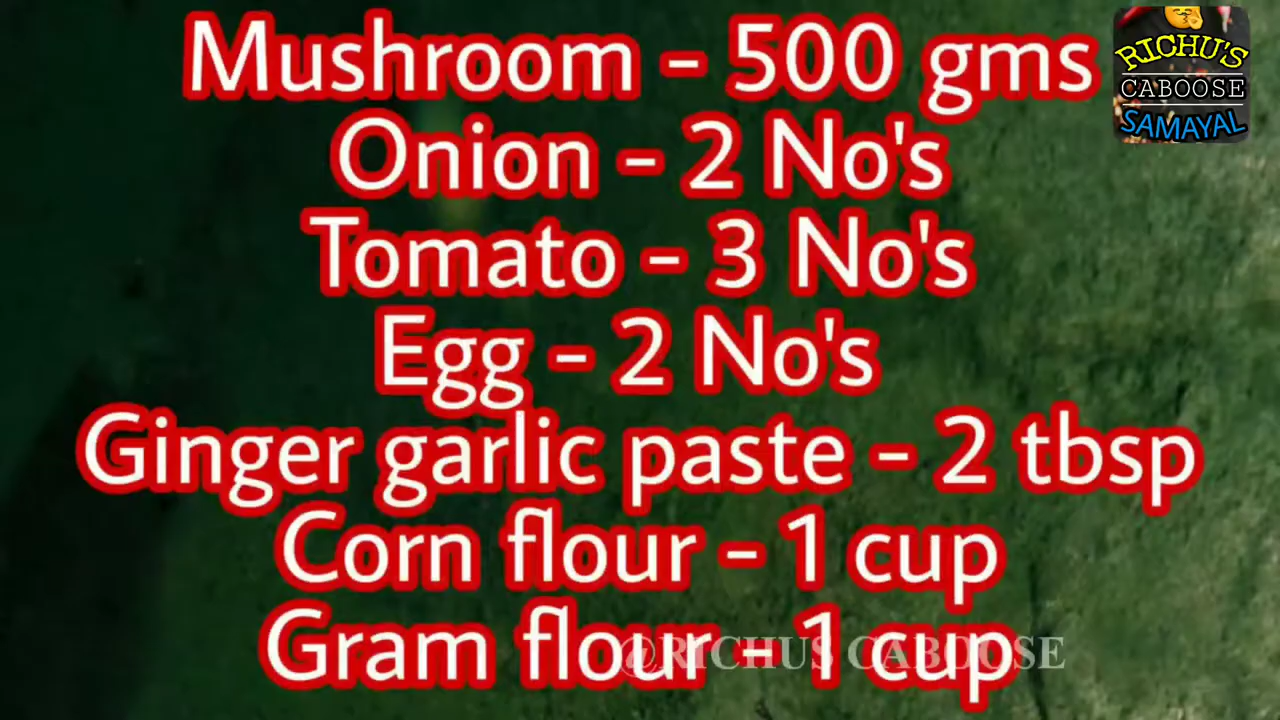 Mushroom - 500 gms
Onion - 2 No's
Tomato - 3 No's
Egg - 2 No's
Ginger garlic paste - 2 tbsp
Corn flour - 1 cup
Gram flour - 1 cup
@RICHUS CABOOSE
RICHU'S
CABOOSE
SAMAYAL